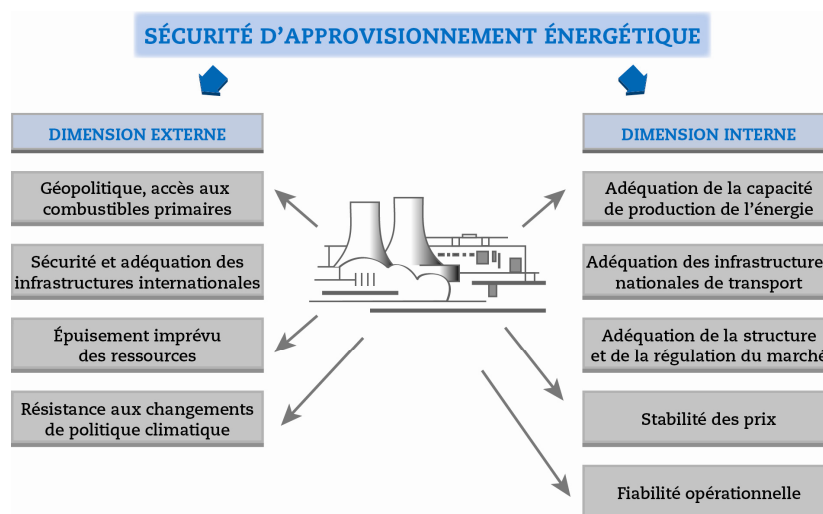 SÉCURITÉ D’APPROVISIONNEMENT ÉNERGÉTIQUE
DIMENSION EXTERNE
Géopolitique, accès aux
combustibles primaires
Sécurité et adéquation des
infrastructures internationales
Épuisement imprévu
des ressources
Résistance aux changements
de politique climatique
DIMENSION INTERNE
Adéquation de la capacité
de production de l’énergie
Adéquation des infrastructure
nationales de transport
Adéquation de la structure
et de la régulation du marché
Stabilité des prix
Fiabilité opérationnelle